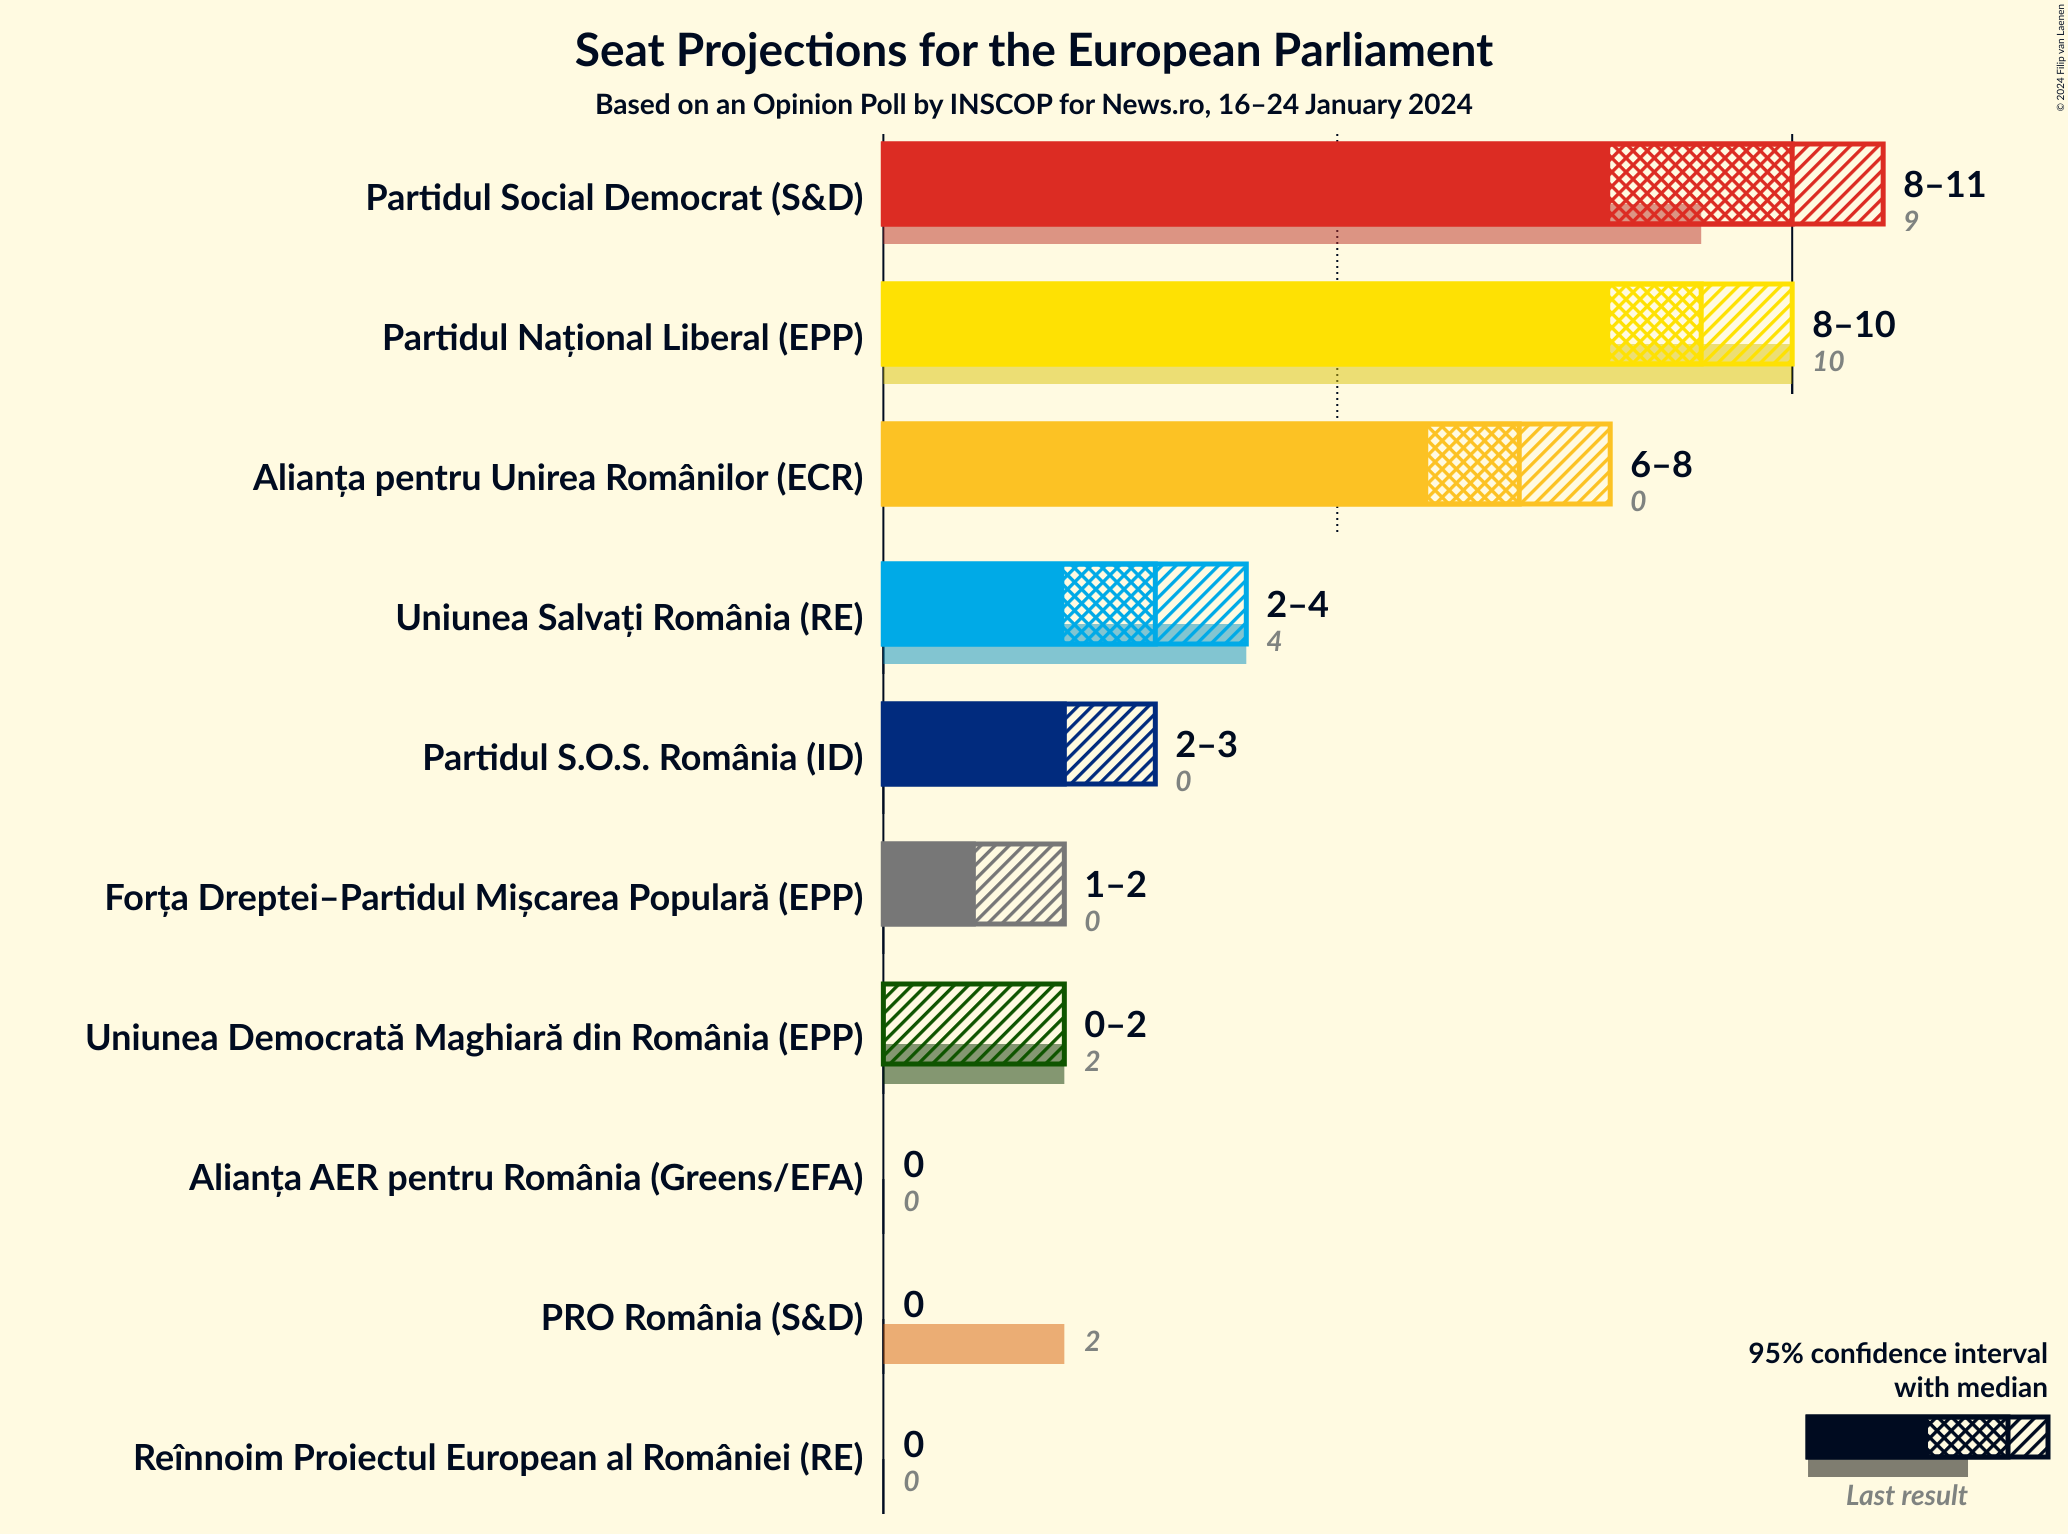 Seat Projections for the European Parliament
Based on an Opinion Poll by INSCOP for News.ro, 16–24 January 2024
© 2024 Filip van Laenen
Partidul Social Democrat (S&D)
8–11
9
Partidul Național Liberal (EPP)
8–10
10
Alianța pentru Unirea Românilor (ECR)
6–8
0
Uniunea Salvați România (RE)
2–4
4
Partidul S.O.S. România (ID)
2–3
0
Forța Dreptei–Partidul Mișcarea Populară (EPP)
1–2
0
Uniunea Democrată Maghiară din România (EPP)
0–2
2
Alianța AER pentru România (Greens/EFA)
0
0
PRO România (S&D)
0
2
Reînnoim Proiectul European al României (RE)
0
0
95% confidence interval
with median
Last result